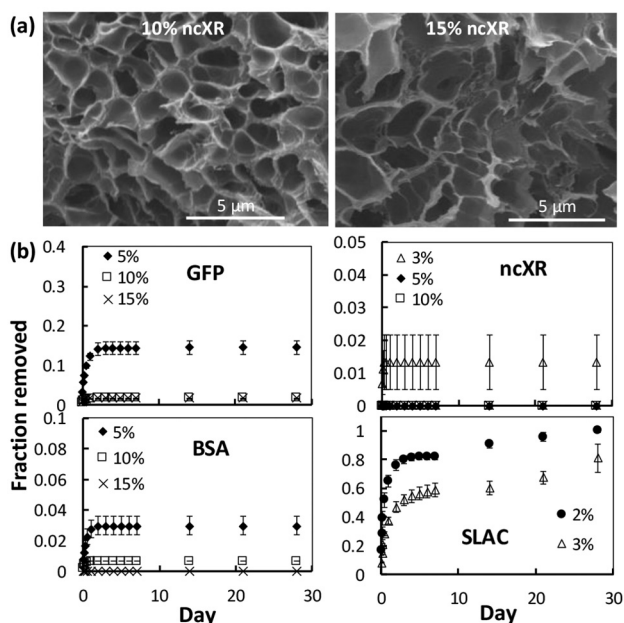 (a)
10% ncXR
15% ncXR
5 µm
5 µm
(b)
Fraction removed
0.4
0.3
0.2
0.1
0
GFP
5%
10%
15%
0.05
0.04
0.03
0.02
0.01
0
ncXR
3%
5%
10%
0.1
0.08
0.06
0.04
0.02
0
BSA
5%
10%
15%
0 10 20 30
Day
1
0.8
0.6
0.4
0.2
0
SLAC
2%
3%
0 10 20 30
Day